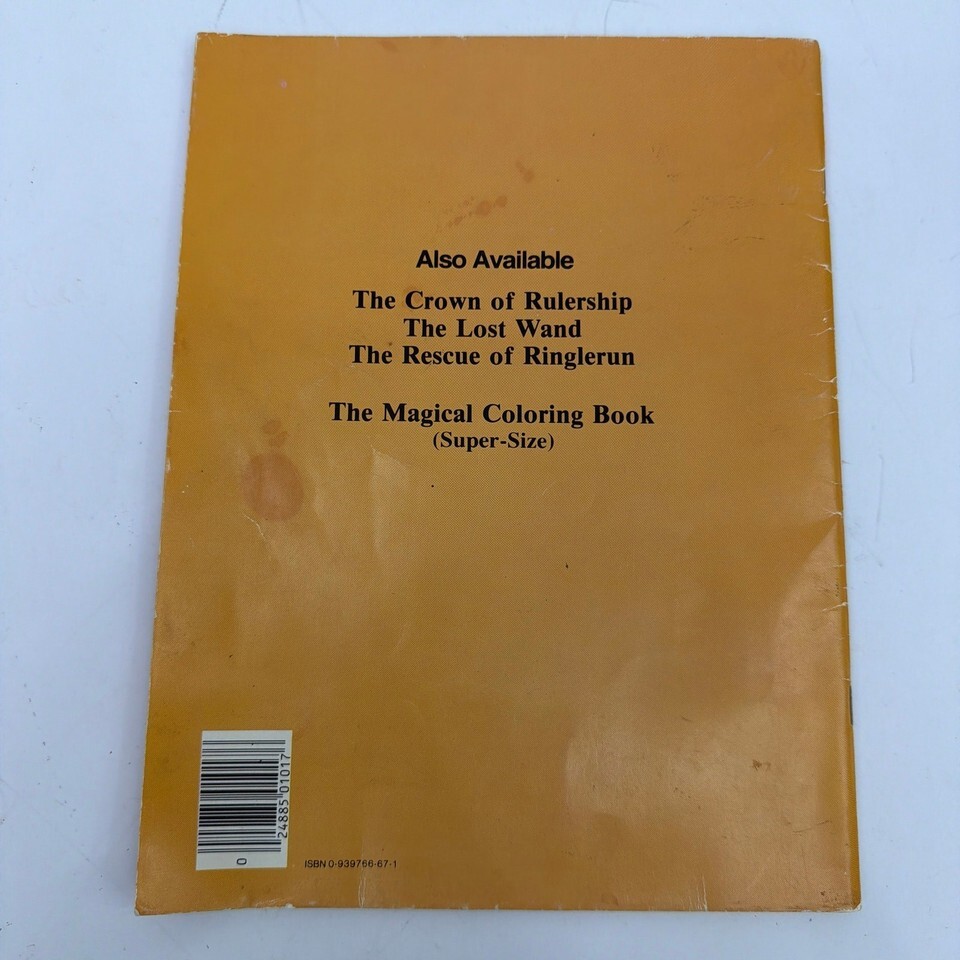 Also Available
The Crown of Rulership
The Lost Wand
The Rescue of Ringlerun
The Magical Coloring Book
(Super-Size)
0 24885 01017
ISBN 0-939766-67-1